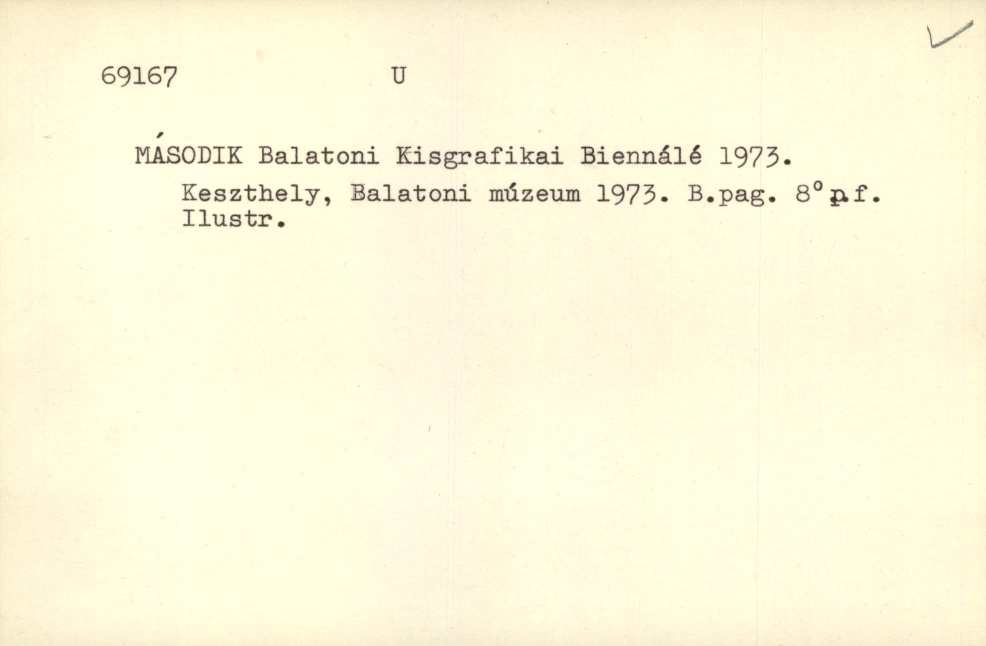 69167 U
MÁSODIK Balatoni Kisgrafikai Biennálé 1973.
Keszthely, Balatoni múzeum 1973. B.pag. 8° p.f.
Ilustr.